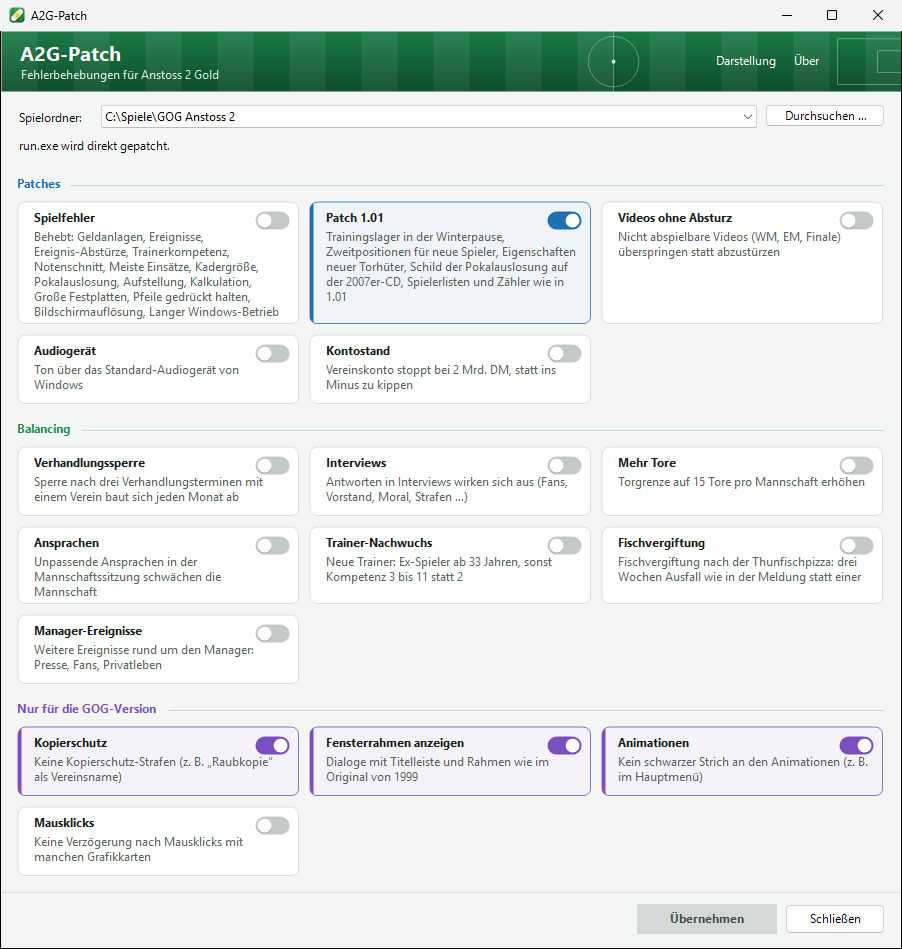 A2G-Patch
A2G-Patch
Fehlerbehebungen für Anstoss 2 Gold
Darstellung
Über
Spielordner:
C:\Spiele\GOG Anstoss 2
Durchsuchen ...
run.exe wird direkt gepatcht.
Patches
Spielfehler
Behebt: Geldanlagen, Ereignisse,
Ereignis-Abstürze, Trainerkompetenz,
Notenschnitt, Meiste Einsätze, Kadergröße,
Pokalauslosung, Aufstellung, Kalkulation,
Große Festplatten, Pfeile gedrückt halten,
Bildschirmauflösung, Langer Windows-Betrieb
Patch 1.01
Trainingslager in der Winterpause,
Zweitpositionen für neue Spieler, Eigenschaften
neuer Torhüter, Schild der Pokalauslosung auf
der 2007er-CD, Spielerlisten und Zähler wie in
1.01
Videos ohne Absturz
Nicht abspielbare Videos (WM, EM, Finale)
überspringen statt abzustürzen
Audiogerät
Ton über das Standard-Audiogerät von
Windows
Kontostand
Vereinskonto stoppt bei 2 Mrd. DM, statt ins
Minus zu kippen
Balancing
Verhandlungssperre
Sperre nach drei Verhandlungsterminen mit
einem Verein baut sich jeden Monat ab
Interviews
Antworten in Interviews wirken sich aus (Fans,
Vorstand, Moral, Strafen ...)
Mehr Tore
Torgrenze auf 15 Tore pro Mannschaft erhöhen
Ansprachen
Unpassende Ansprachen in der
Mannschaftssitzung schwächen die
Mannschaft
Trainer-Nachwuchs
Neue Trainer: Ex-Spieler ab 33 Jahren, sonst
Kompetenz 3 bis 11 statt 2
Fischvergiftung
Fischvergiftung nach der Thunfischpizza: drei
Wochen Ausfall wie in der Meldung statt einer
Manager-Ereignisse
Weitere Ereignisse rund um den Manager:
Presse, Fans, Privatleben
Nur für die GOG-Version
Kopierschutz
Keine Kopierschutz-Strafen (z. B. „Raubkopie“
als Vereinsname)
Fensterrahmen anzeigen
Dialoge mit Titelleiste und Rahmen wie im
Original von 1999
Animationen
Kein schwarzer Strich an den Animationen (z. B.
im Hauptmenü)
Mausklicks
Keine Verzögerung nach Mausklicks mit
manchen Grafikkarten
Übernehmen
Schließen